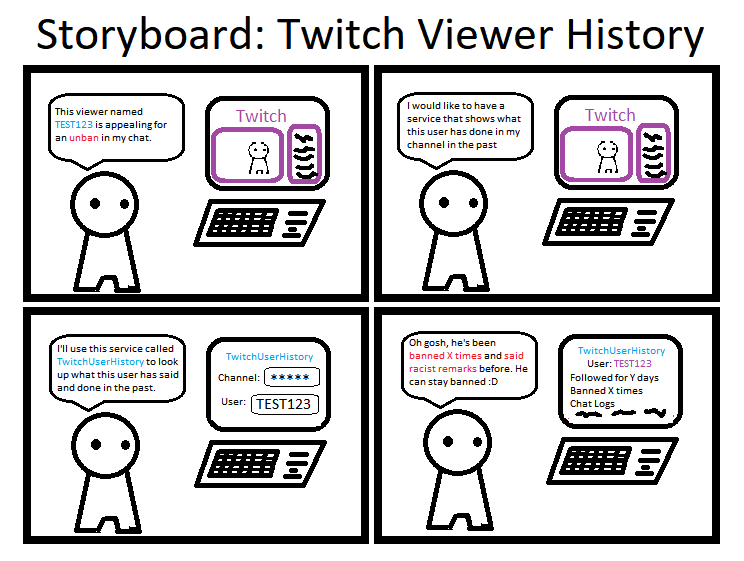 Storyboard: Twitch Viewer History
This viewer named
TEST123 is appealing for
an unban in my chat.
Twitch
I would like to have a
service that shows what
this user has done in my
channel in the past
Twitch
I'll use this service called
TwitchUserHistory to look
up what this user has said
and done in the past.
TwitchUserHistory
Channel: *****
User: TEST123
Oh gosh, he's been
banned X times and said
racist remarks before. He
can stay banned :D
TwitchUserHistory
User: TEST123
Followed for Y days
Banned X times
Chat Logs